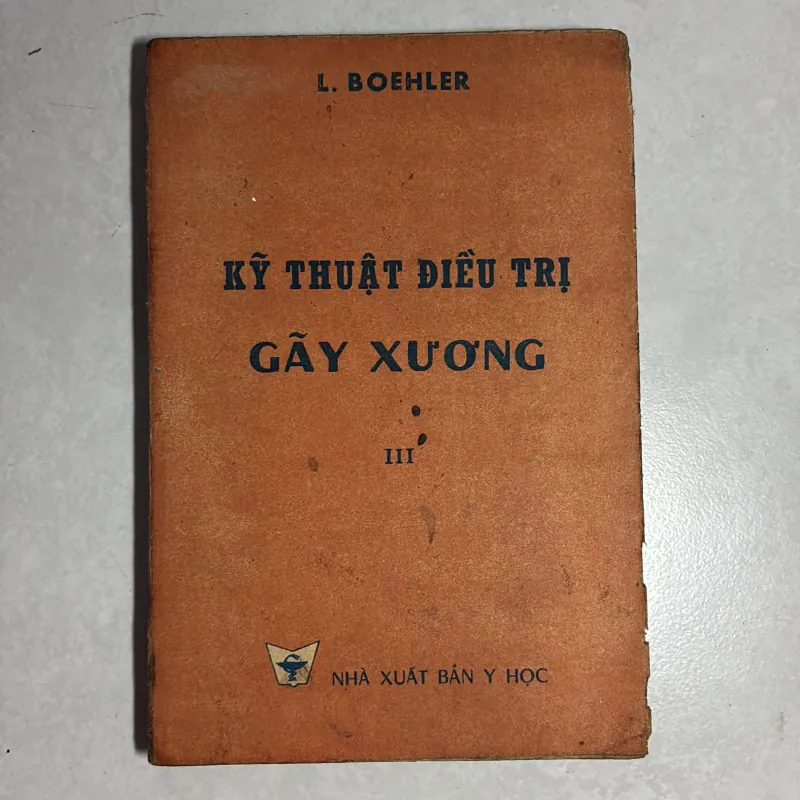 L. BOEHLER
KỸ THUẬT ĐIỀU TRỊ
GÃY XƯƠNG
III
NHÀ XUẤT BẢN Y HỌC